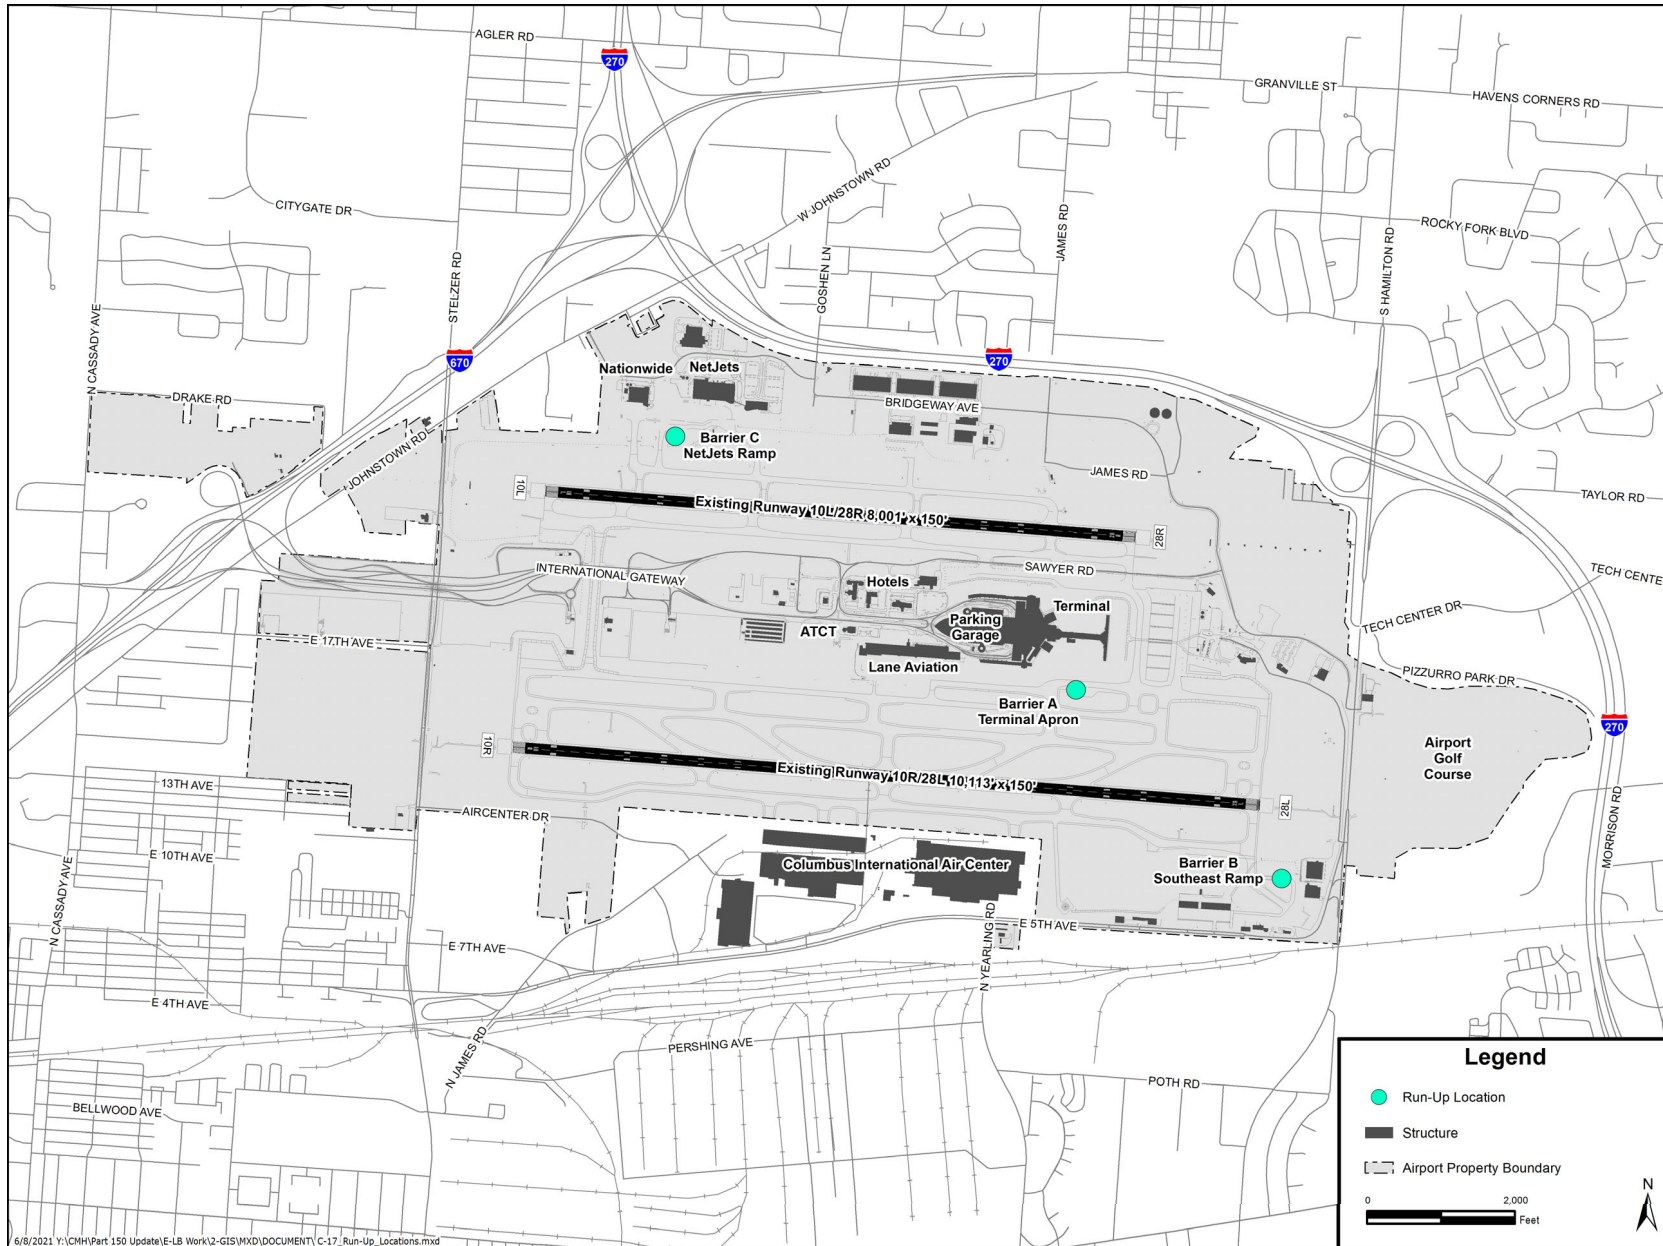 AGLER RD
270
GRANVILLE ST
HAVENS CORNERS RD
W JOHNSTOWN RD
CITYGATE DR
STELZER RD
GOSHEN LN
JAMES RD
S HAMILTON RD
ROCKY FORK BLVD
N CASSADY AVE
670
270
Nationwide
NetJets
DRAKE RD
BRIDGEWAY AVE
JOHNSTOWN RD
Barrier C
NetJets Ramp
JAMES RD
TAYLOR RD
10L
Existing Runway 10L/28R 8,001' x 150'
28R
INTERNATIONAL GATEWAY
SAWYER RD
TECH CENTE
Hotels
Terminal
Parking
Garage
TECH CENTER DR
ATCT
E 17TH AVE
Lane Aviation
PIZZURRO PARK DR
Barrier A
Terminal Apron
270
10R
Airport
Golf
Course
Existing Runway 10R/28L 10,113' x 150'
13TH AVE
28L
AIRCENTER DR
MORRISON RD
E 10TH AVE
Columbus International Air Center
Barrier B
Southeast Ramp
N CASSADY AVE
E 7TH AVE
N YEARLING RD
E 5TH AVE
E 4TH AVE
N JAMES RD
PERSHING AVE
POTH RD
BELLWOOD AVE
Legend
Run-Up Location
Structure
Airport Property Boundary
0 2,000
Feet
N
6/8/2021 Y:\CMH\Part 150 Update\E-LB Work\2-GIS\MXD\DOCUMENT\ C-17_Run-Up_Locations.mxd